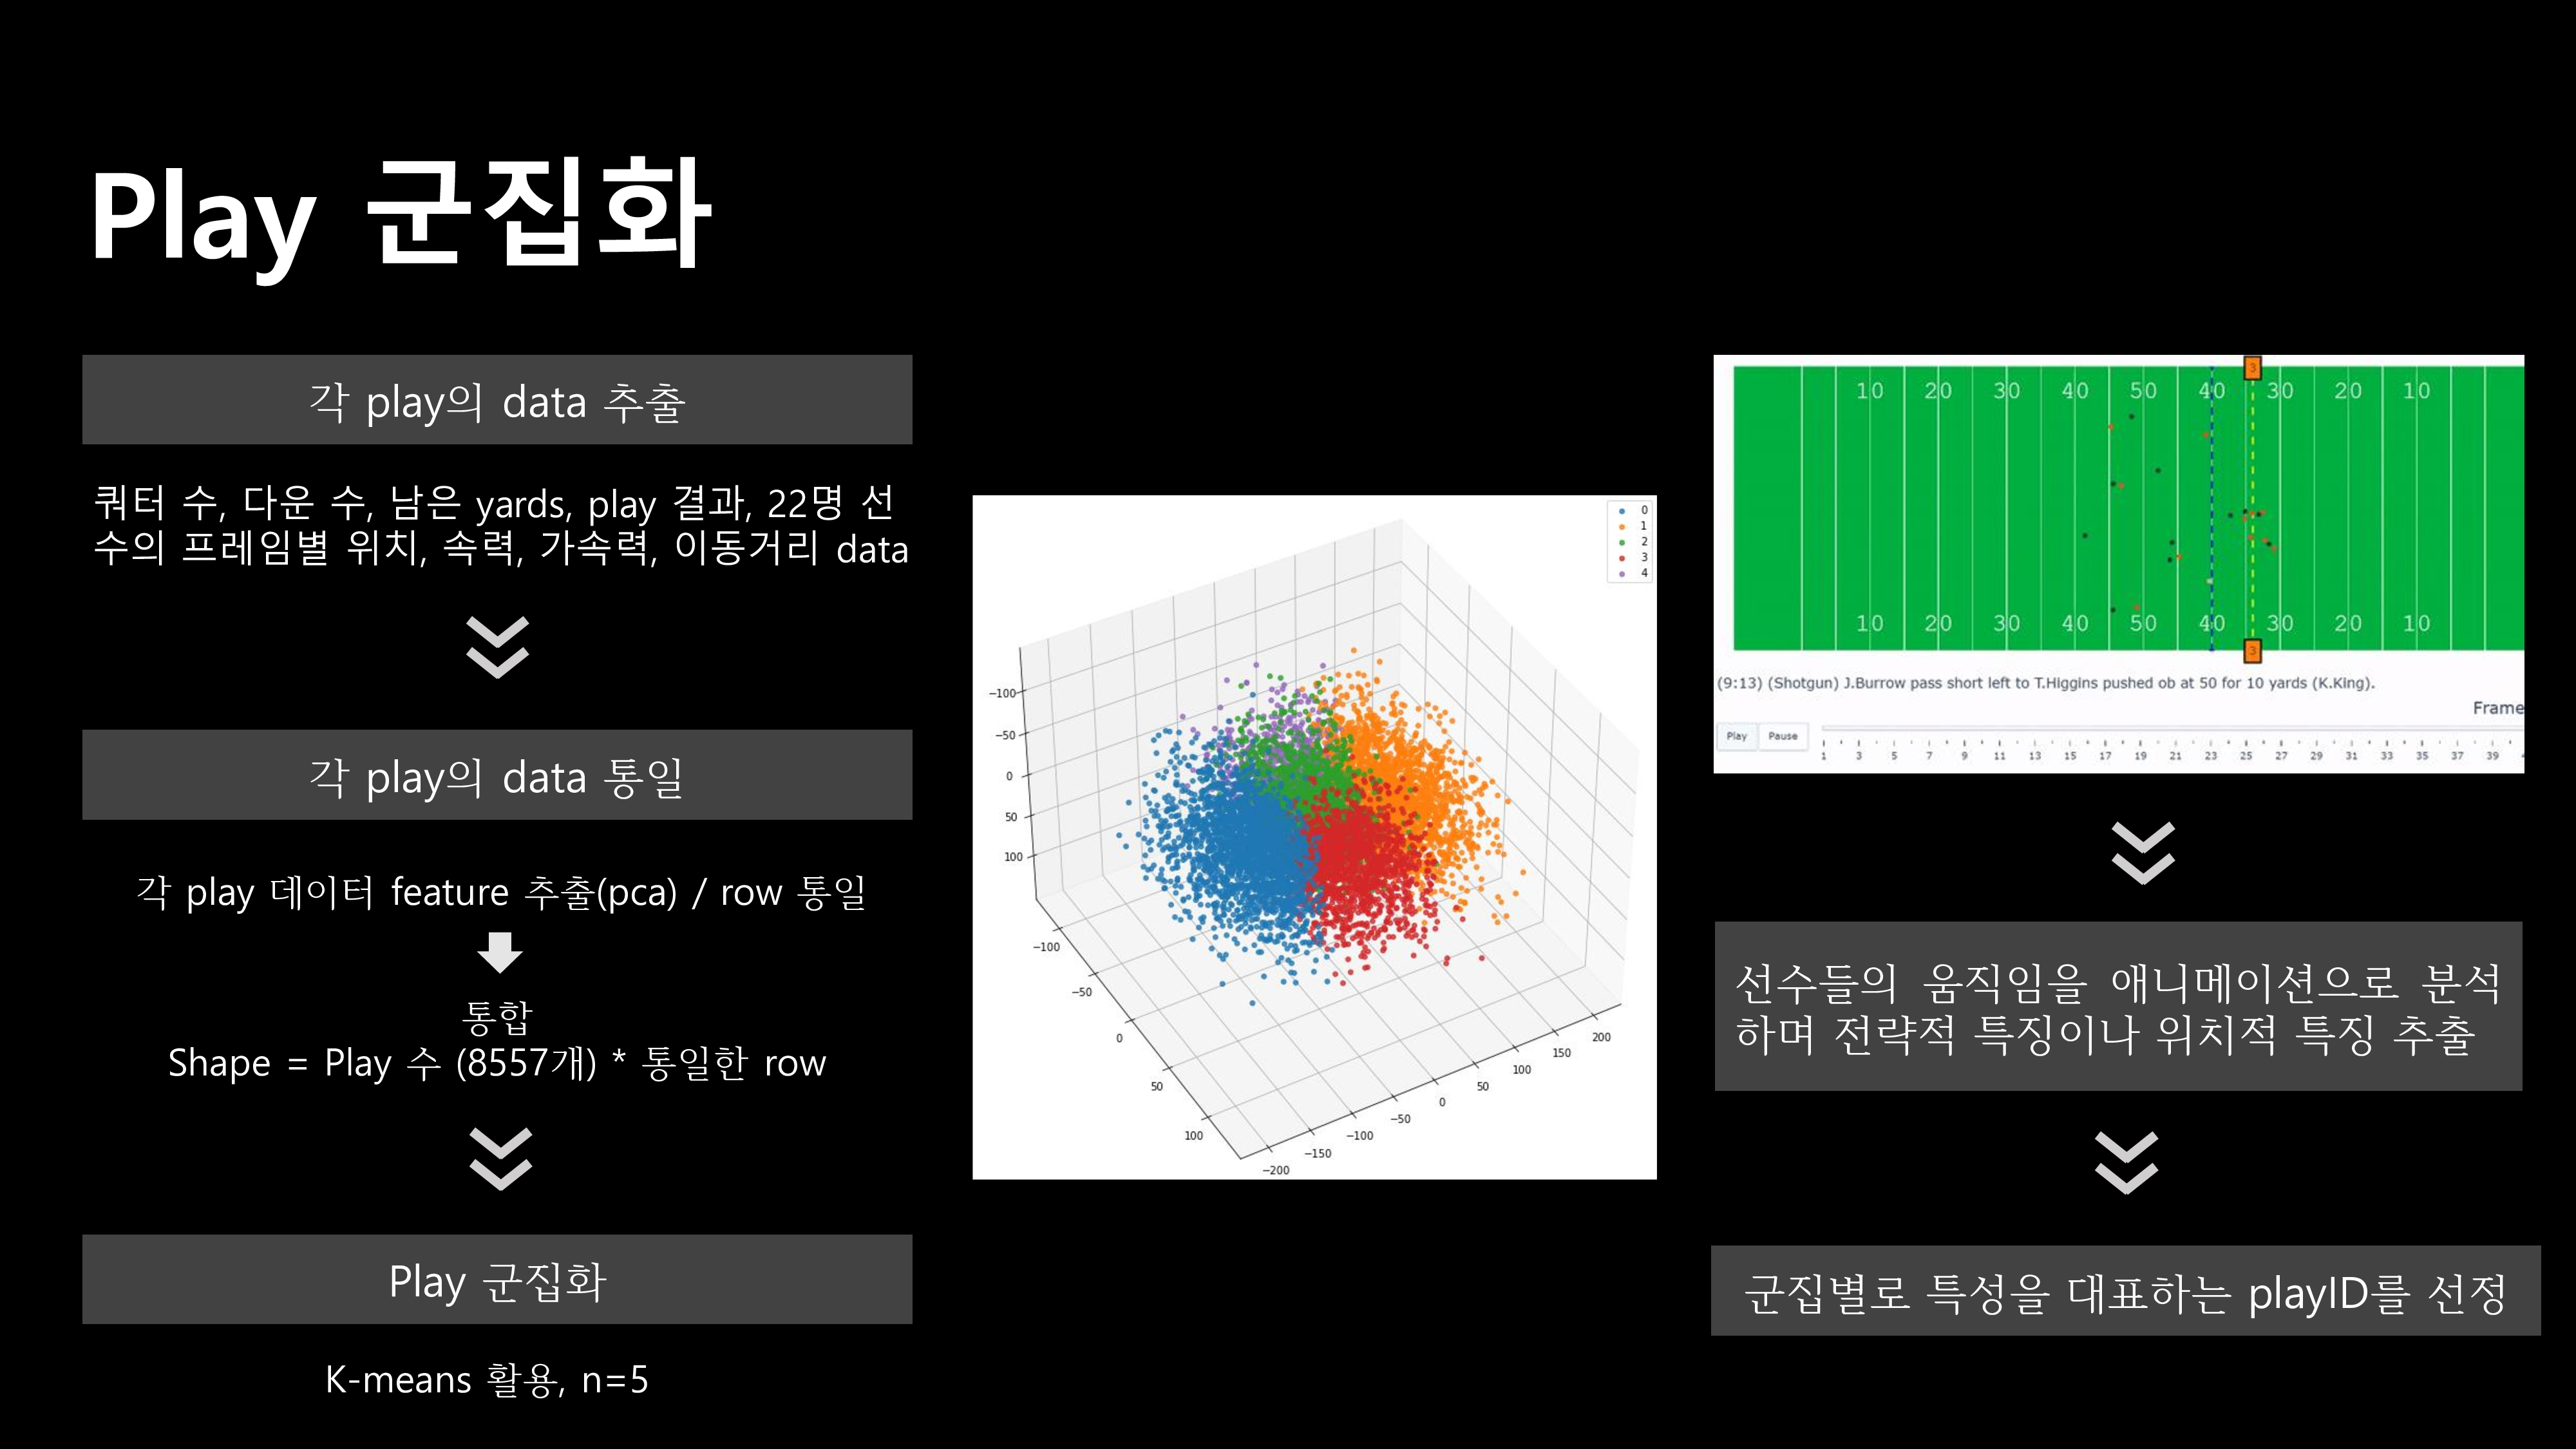 Play 군집화
각 play의 data 추출
쿼터 수, 다운 수, 남은 yards, play 결과, 22명 선
수의 프레임별 위치, 속력, 가속력, 이동거리 data
각 play의 data 통일
각 play 데이터 feature 추출(pca) / row 통일
통합
Shape = Play 수 (8557개) * 통일한 row
Play 군집화
K-means 활용, n=5
0
1
2
3
4
−100
−50
0
50
100
−100
−50
0
50
100
−200
−150
−100
−50
0
50
100
150
200
3
10 20 30 40 50 40 30 20 10
10 20 30 40 50 40 30 20 10
3
(9:13) (Shotgun) J.Burrow pass short left to T.Higgins pushed ob at 50 for 10 yards (K.King).
Frame
Play Pause
1 3 5 7 9 11 13 15 17 19 21 23 25 27 29 31 33 35 37 39
선수들의 움직임을 애니메이션으로 분석
하며 전략적 특징이나 위치적 특징 추출
군집별로 특성을 대표하는 playID를 선정